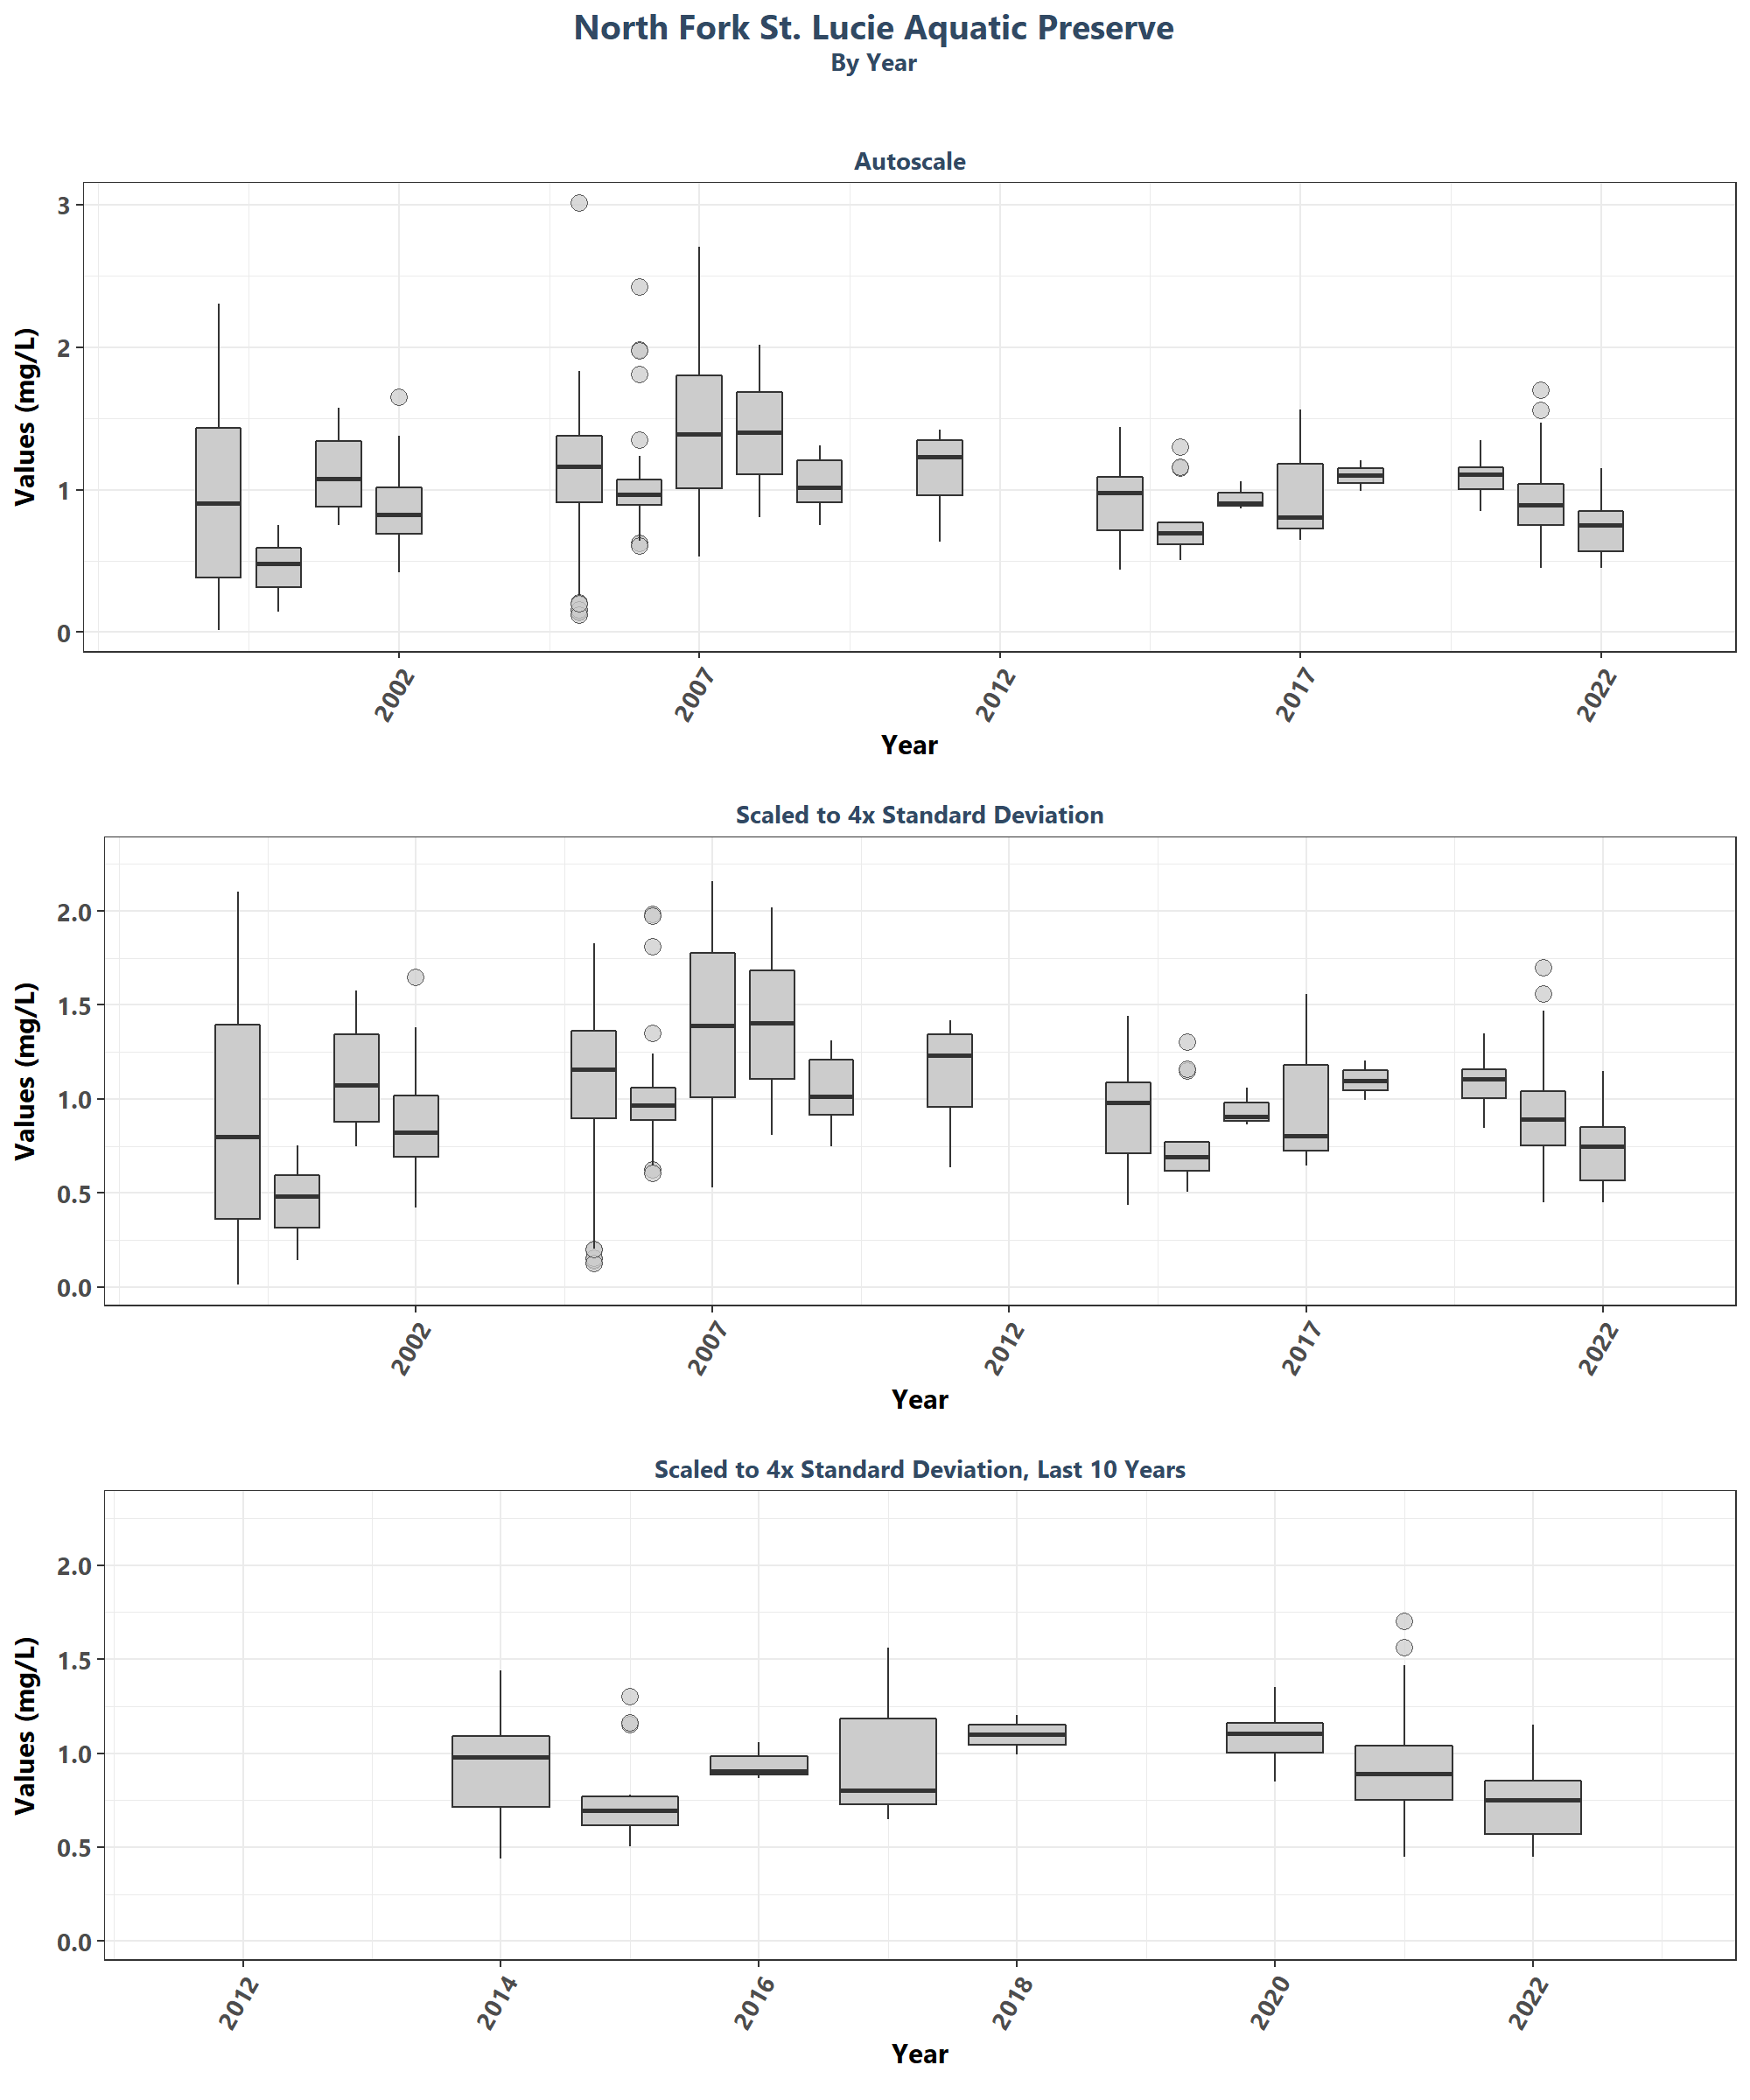 North Fork St. Lucie Aquatic Preserve
By Year
Autoscale
Values (mg/L)
3
2
1
0
2002 2007 2012 2017 2022
Year
Scaled to 4x Standard Deviation
Values (mg/L)
2.0
1.5
1.0
0.5
0.0
2002 2007 2012 2017 2022
Year
Scaled to 4x Standard Deviation, Last 10 Years
Values (mg/L)
2.0
1.5
1.0
0.5
0.0
2012 2014 2016 2018 2020 2022
Year